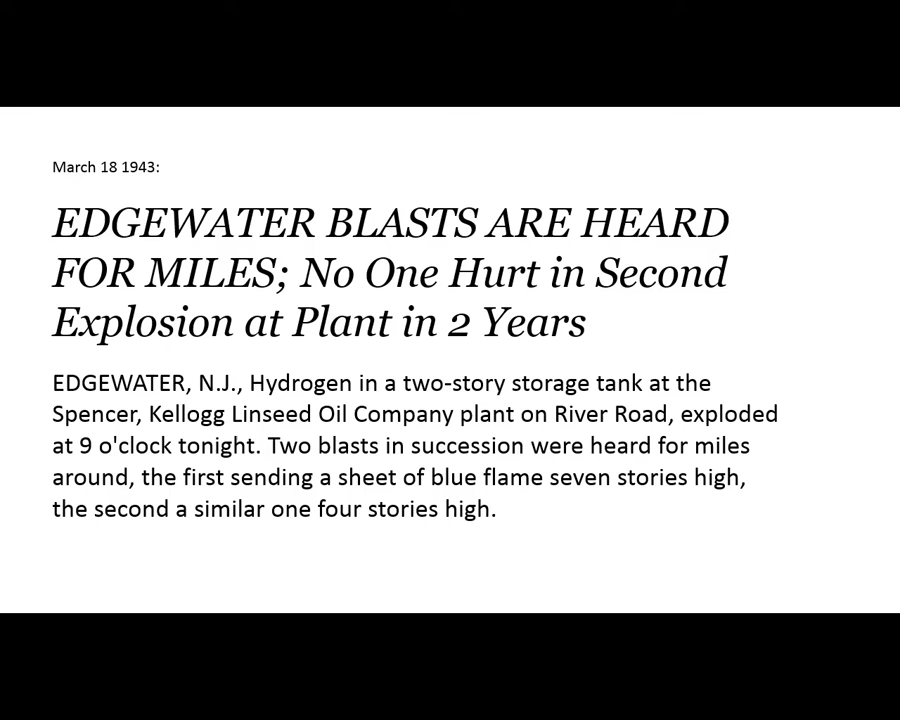 March 18 1943:
EDGEWATER BLASTS ARE HEARD
FOR MILES; No One Hurt in Second
Explosion at Plant in 2 Years
EDGEWATER, N.J., Hydrogen in a two-story storage tank at the
Spencer, Kellogg Linseed Oil Company plant on River Road, exploded
at 9 o'clock tonight. Two blasts in succession were heard for miles
around, the first sending a sheet of blue flame seven stories high,
the second a similar one four stories high.